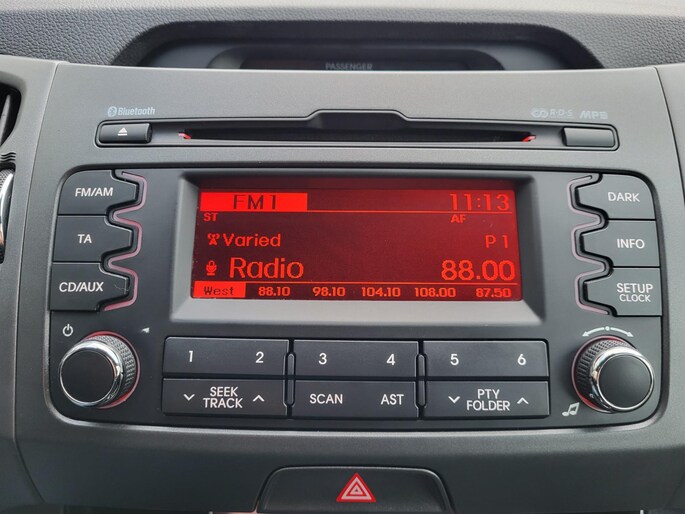 PASSENGER
Bluetooth
CD R·D·S MP3
FM/AM
TA
CD/AUX
FM1 11:13
ST AF
Varied P 1
Radio 88.00
West 88.10 98.10 104.10 108.00 87.50
DARK
INFO
SETUP
CLOCK
1 2 3 4 5 6
SEEK
TRACK
SCAN AST
PTY
FOLDER